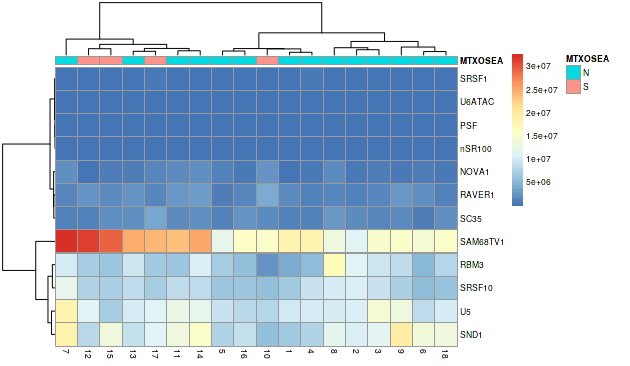 MTXOSEA
SRSF1
U6ATAC
PSF
nSR100
NOVA1
RAVER1
SC35
SAM68TV1
RBM3
SRSF10
U5
SND1
7 12 15 13 17 11 14 5 16 10 1 4 8 2 3 9 6 18
3e+07
2.5e+07
2e+07
1.5e+07
1e+07
5e+06
MTXOSEA
N
S